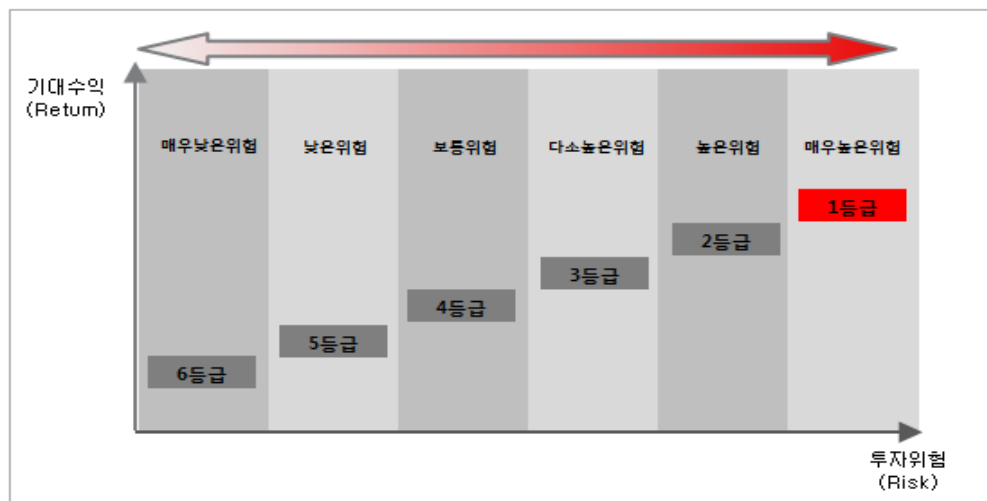 기대수익
(Return)
매우낮은위험
낮은위험
보통위험
다소높은위험
높은위험
매우높은위험
1등급
2등급
3등급
4등급
5등급
6등급
투자위험
(Risk)